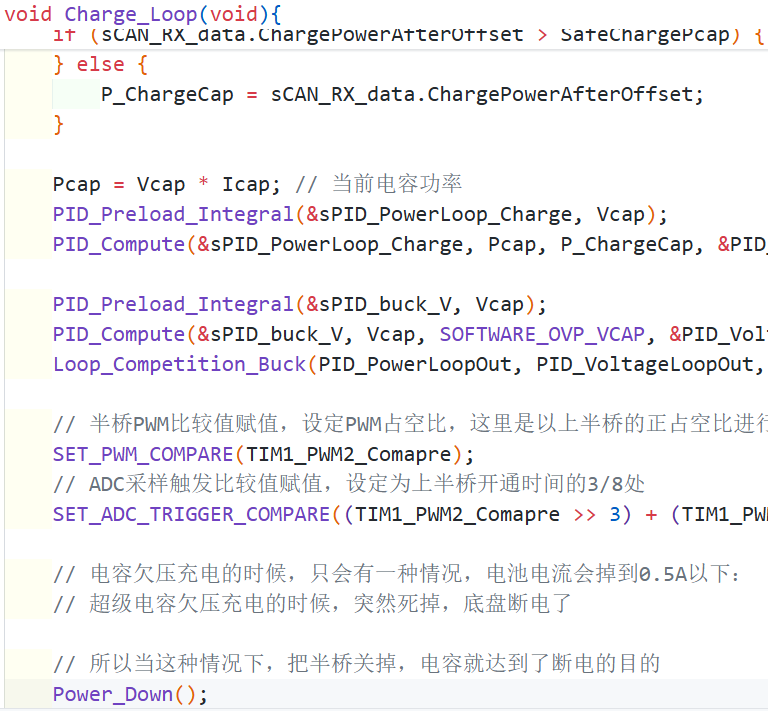 void Charge_Loop(void){
if (sCAN_RX_data.ChargePowerAfterOffset > SafeChargePcap) {
} else {
P_ChargeCap = sCAN_RX_data.ChargePowerAfterOffset;
}
Pcap = Vcap * Icap; // 当前电容功率
PID_Preload_Integral(&sPID_PowerLoop_Charge, Vcap);
PID_Compute(&sPID_PowerLoop_Charge, Pcap, P_ChargeCap, &PID_
PID_Preload_Integral(&sPID_buck_V, Vcap);
PID_Compute(&sPID_buck_V, Vcap, SOFTWARE_OVP_VCAP, &PID_Vol
Loop_Competition_Buck(PID_PowerLoopOut, PID_VoltageLoopOut,
// 半桥PWM比较值赋值，设定PWM占空比，这里是以上半桥的正占空比进行
SET_PWM_COMPARE(TIM1_PWM2_Comapre);
// ADC采样触发比较值赋值，设定为上半桥开通时间的3/8处
SET_ADC_TRIGGER_COMPARE((TIM1_PWM2_Comapre >> 3) + (TIM1_PW
// 电容欠压充电的时候，只会有一种情况，电池电流会掉到0.5A以下：
// 超级电容欠压充电的时候，突然死掉，底盘断电了
// 所以当这种情况下，把半桥关掉，电容就达到了断电的目的
Power_Down();